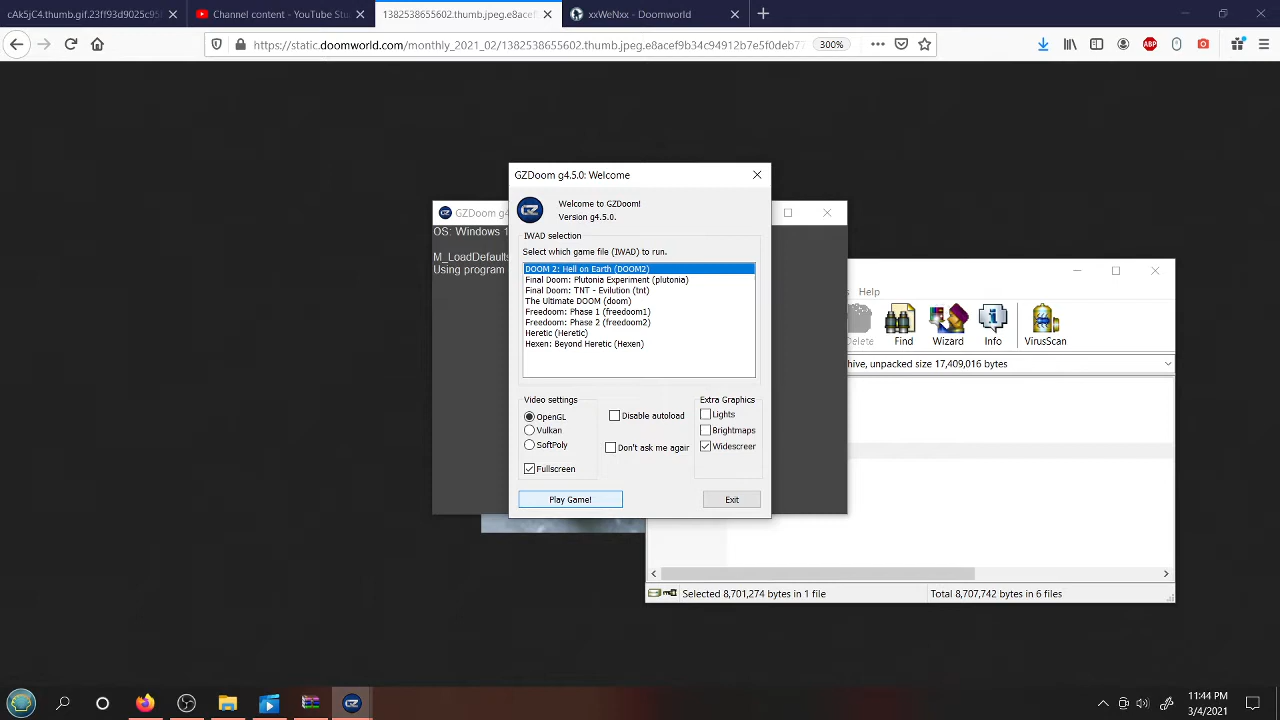 cAk5jC4.thumb.gif.23ff93d9025c95
Channel content - YouTube Stu
1382538655602.thumb.jpeg.e8acef
xxWeNxx - Doomworld
https://static.doomworld.com/monthly_2021_02/1382538655602.thumb.jpeg.e8acef9b34c94612b7e5f0deb77
300%
ABP
GZDoom g4.5.0: Welcome
GZ
Welcome to GZDoom!
Version g4.5.0.
GZDoom g4
OS: Windows 1
M_LoadDefaults
Using program
IWAD selection
Select which game file (IWAD) to run.
DOOM 2: Hell on Earth (DOOM2)
Final Doom: Plutonia Experiment (plutonia)
Final Doom: TNT - Evilution (tnt)
The Ultimate DOOM (doom)
Freedoom: Phase 1 (freedoom1)
Freedoom: Phase 2 (freedoom2)
Heretic (Heretic)
Hexen: Beyond Heretic (Hexen)
Video settings
OpenGL
Vulkan
SoftPoly
Fullscreen
Disable autoload
Don't ask me again
Extra Graphics
Lights
Brightmaps
Widescreen
Play Game!
Exit
Help
Delete
Find
Wizard
Info
VirusScan
hive, unpacked size 17,409,016 bytes
Selected 8,701,274 bytes in 1 file
Total 8,707,742 bytes in 6 files
GZ
11:44 PM
3/4/2021